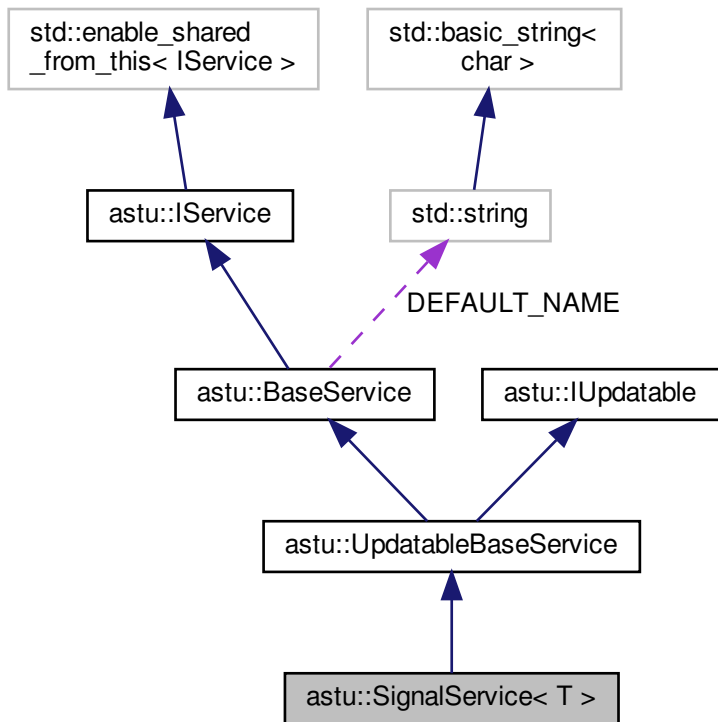 std::enable_shared
_from_this< IService >
std::basic_string<
char >
astu::IService
std::string
DEFAULT_NAME
astu::BaseService
astu::IUpdatable
astu::UpdatableBaseService
astu::SignalService< T >